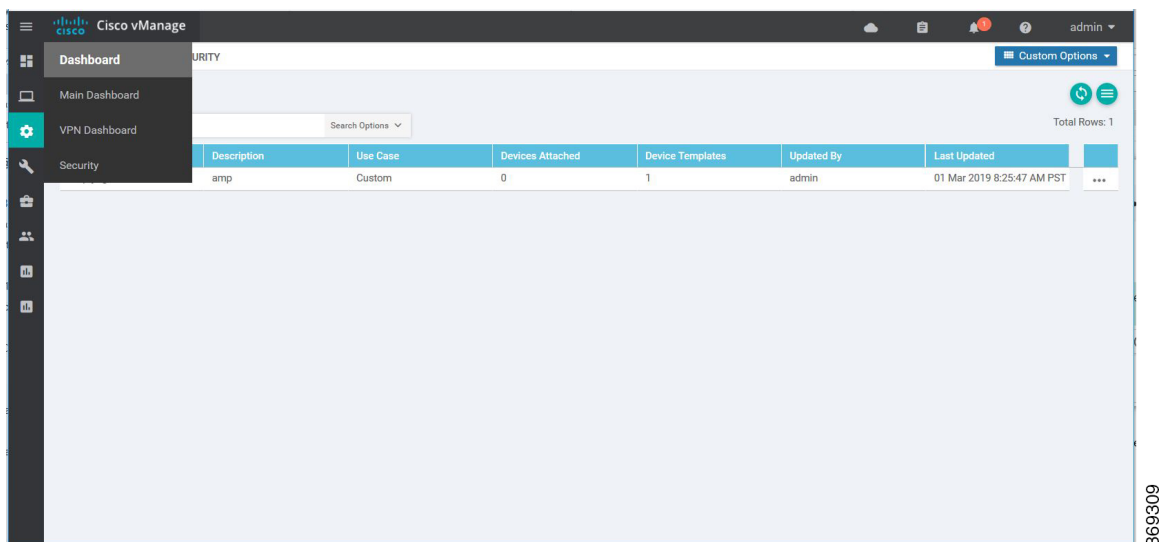 cisco Cisco vManage
1
admin
Dashboard
URITY
Custom Options
Main Dashboard
VPN Dashboard
Search Options
Total Rows: 1
Security
Description Use Case Devices Attached Device Templates Updated By Last Updated
amp Custom 0 1 admin 01 Mar 2019 8:25:47 AM PST
369309